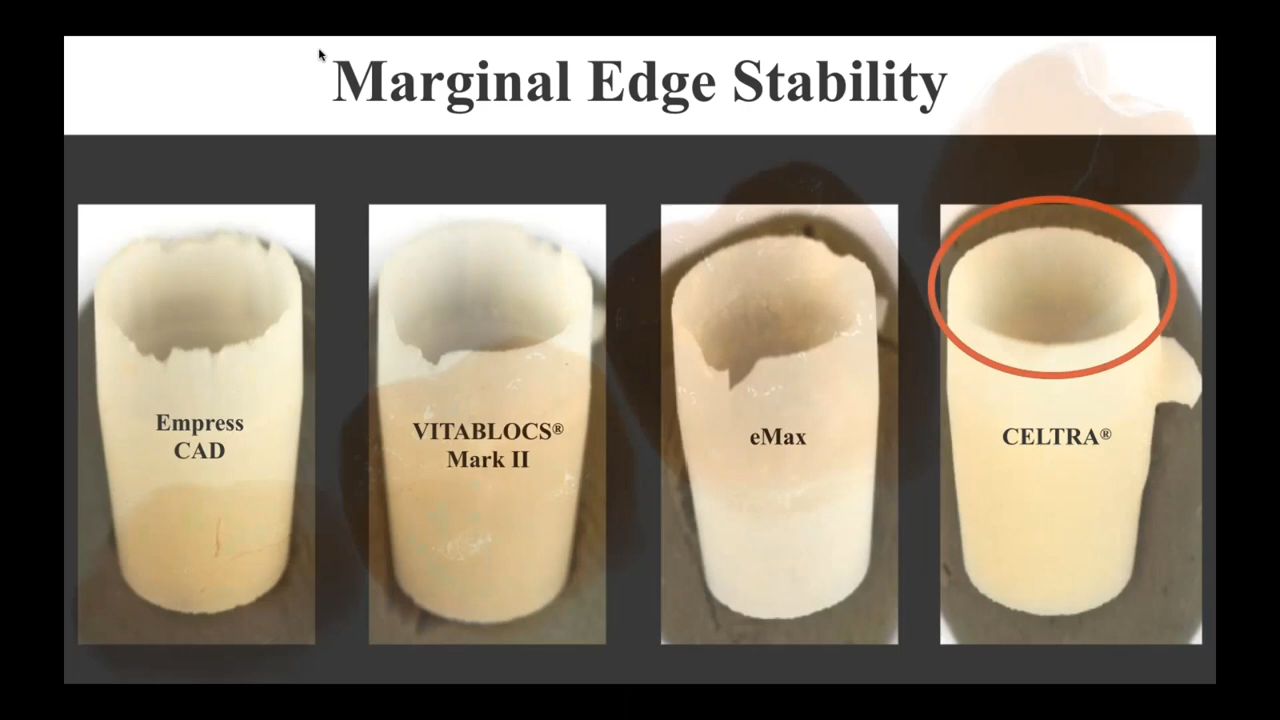 Marginal Edge Stability
Empress
CAD
VITABLOCS®
Mark II
eMax
CELTRA®